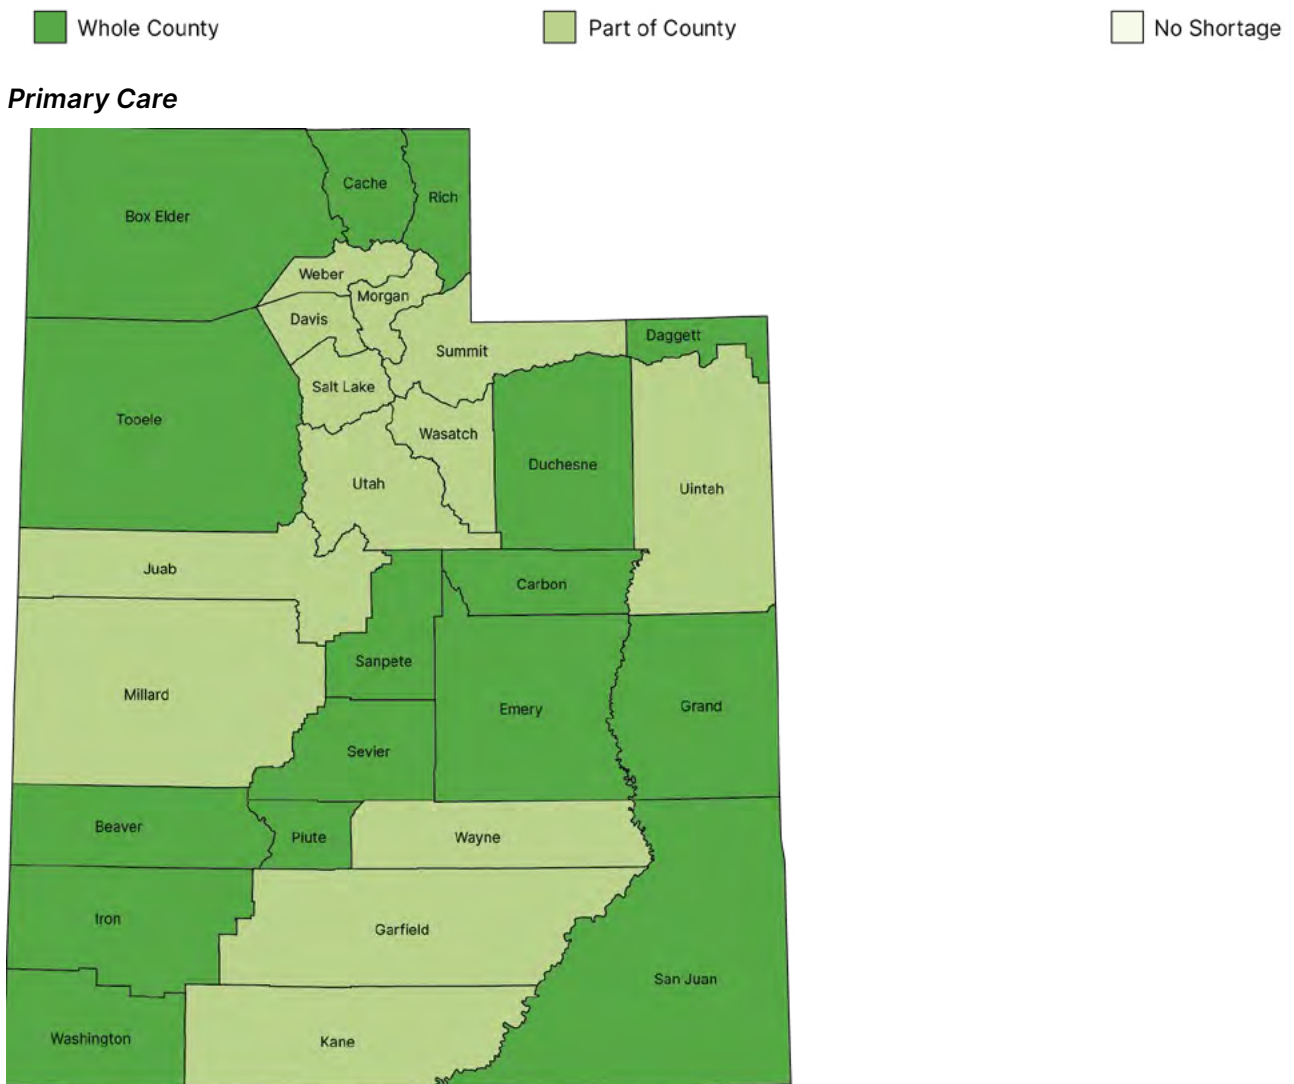 Whole County
Part of County
No Shortage
Primary Care
Cache
Rich
Box Elder
Weber
Morgan
Davis
Daggett
Summit
Salt Lake
Tooele
Wasatch
Duchesne
Utah
Uintah
Juab
Carbon
Sanpete
Millard
Grand
Emery
Sevier
Beaver
Piute
Wayne
Iron
Garfield
San Juan
Washington
Kane